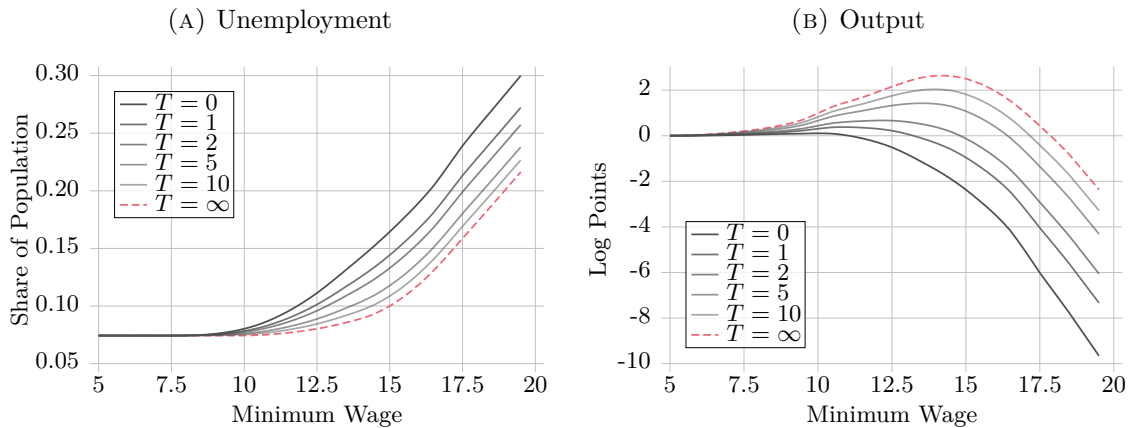 (A) Unemployment
0.30
0.25
0.20
0.15
0.10
0.05
Share of Population
T = 0
T = 1
T = 2
T = 5
T = 10
T = ∞
5 7.5 10 12.5 15 17.5 20
Minimum Wage
(B) Output
2
0
-2
-4
-6
-8
-10
Log Points
T = 0
T = 1
T = 2
T = 5
T = 10
T = ∞
5 7.5 10 12.5 15 17.5 20
Minimum Wage